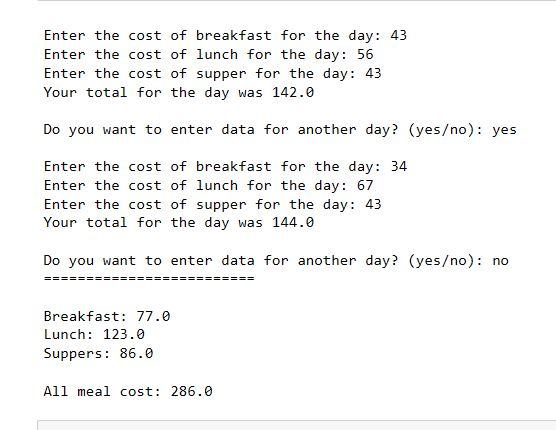 Enter the cost of breakfast for the day: 43
Enter the cost of lunch for the day: 56
Enter the cost of supper for the day: 43
Your total for the day was 142.0
Do you want to enter data for another day? (yes/no): yes
Enter the cost of breakfast for the day: 34
Enter the cost of lunch for the day: 67
Enter the cost of supper for the day: 43
Your total for the day was 144.0
Do you want to enter data for another day? (yes/no): no
=========================
Breakfast: 77.0
Lunch: 123.0
Suppers: 86.0
All meal cost: 286.0